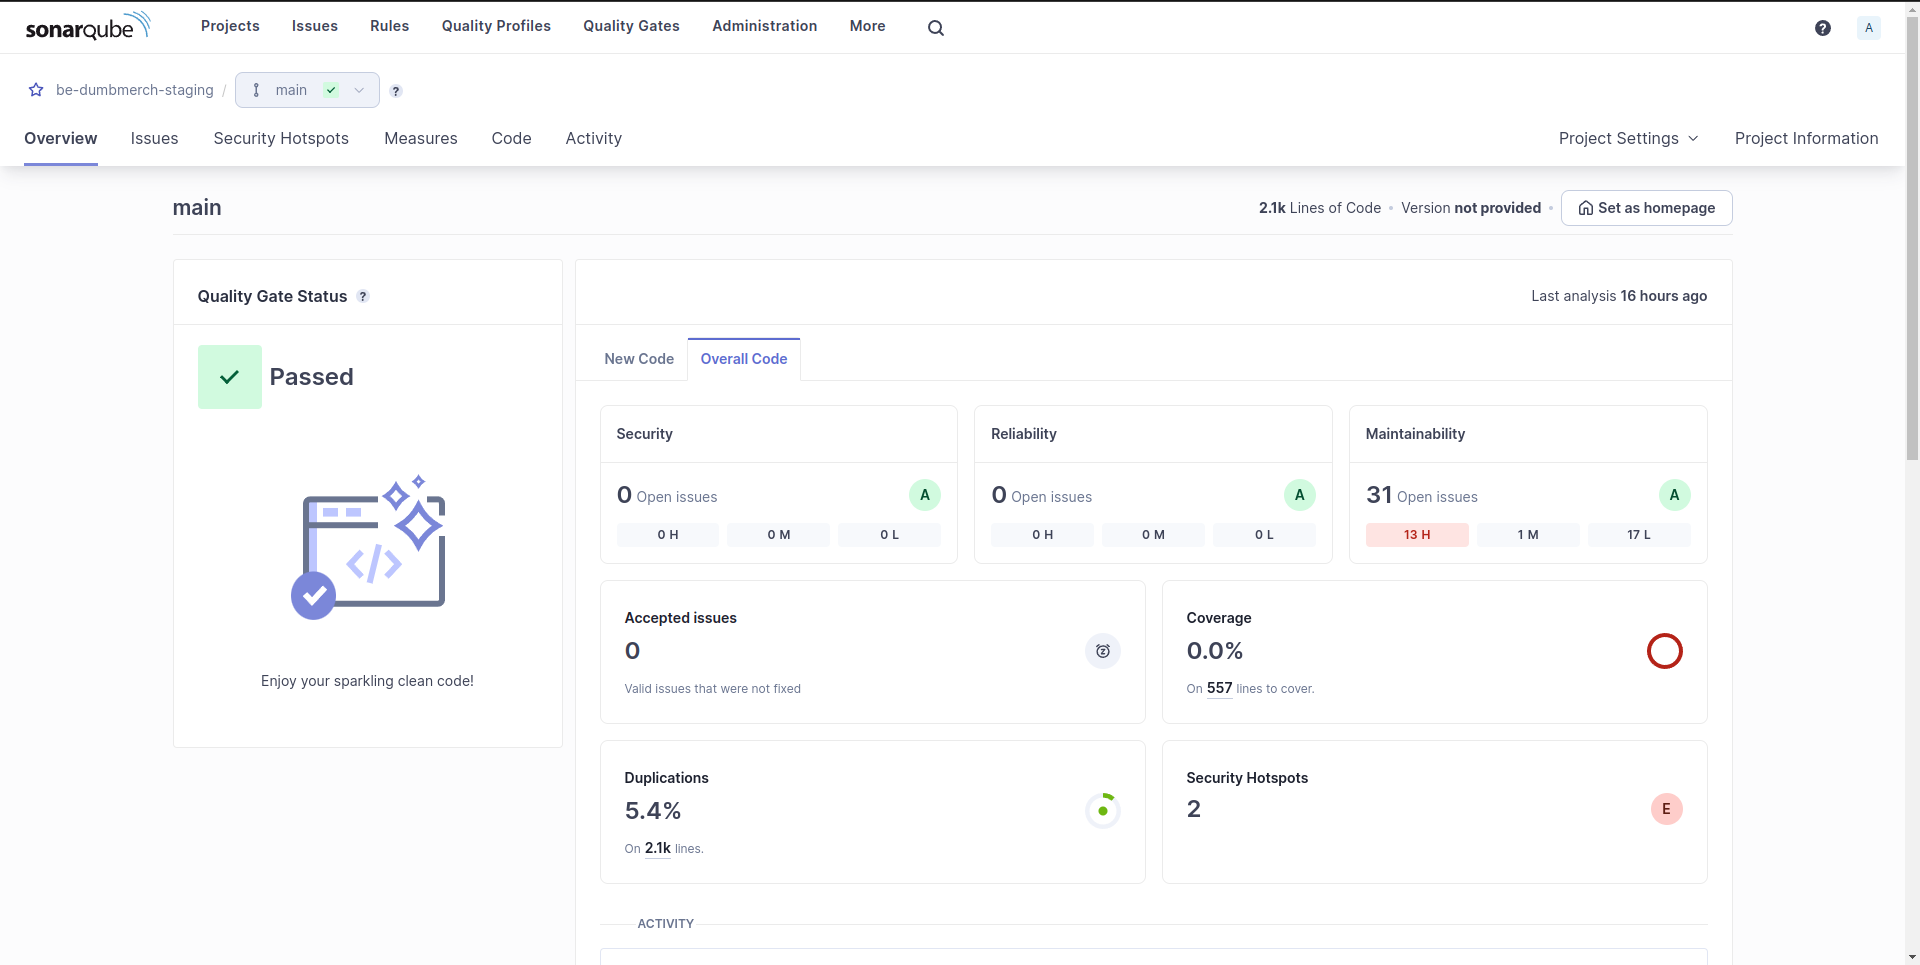 sonarqube Projects Issues Rules Quality Profiles Quality Gates Administration More ? A
be-dumbmerch-staging / main ?
Overview Issues Security Hotspots Measures Code Activity Project Settings Project Information
main 2.1k Lines of Code • Version not provided • Set as homepage
Quality Gate Status ?
Passed
</>
Enjoy your sparkling clean code!
Last analysis 16 hours ago
New Code Overall Code
Security
0 Open issues A
0 H 0 M 0 L
Reliability
0 Open issues A
0 H 0 M 0 L
Maintainability
31 Open issues A
13 H 1 M 17 L
Accepted issues
0
Valid issues that were not fixed
Coverage
0.0%
On 557 lines to cover.
Duplications
5.4%
On 2.1k lines.
Security Hotspots
2 E
ACTIVITY